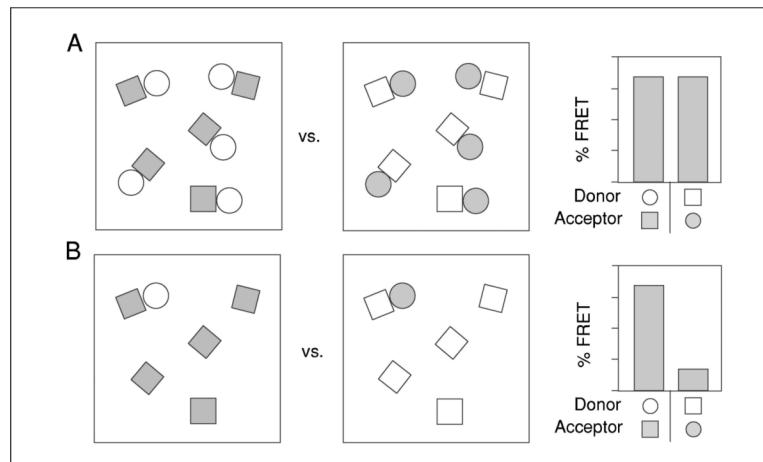 A
vs.
% FRET
Donor
Acceptor
B
vs.
% FRET
Donor
Acceptor